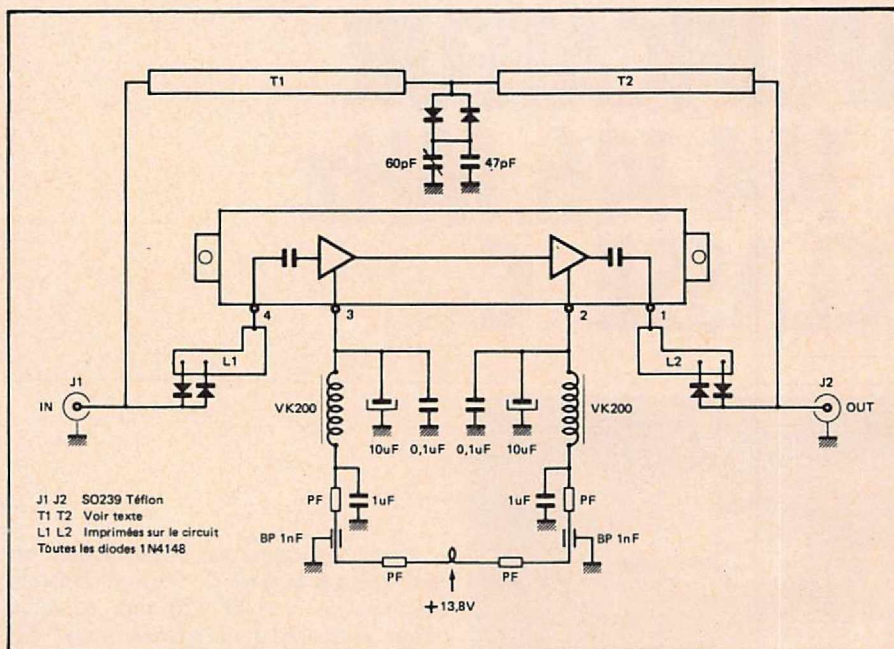 T1
T2
60pF
47pF
4
3
2
1
L1
L2
J1
J2
IN
OUT
VK200
VK200
10uF
0,1uF
0,1uF
10uF
1uF
1uF
PF
PF
BP 1nF
BP 1nF
PF
PF
+13,8V
J1 J2 SO239 Téflon
T1 T2 Voir texte
L1 L2 Imprimées sur le circuit
Toutes les diodes 1N4148